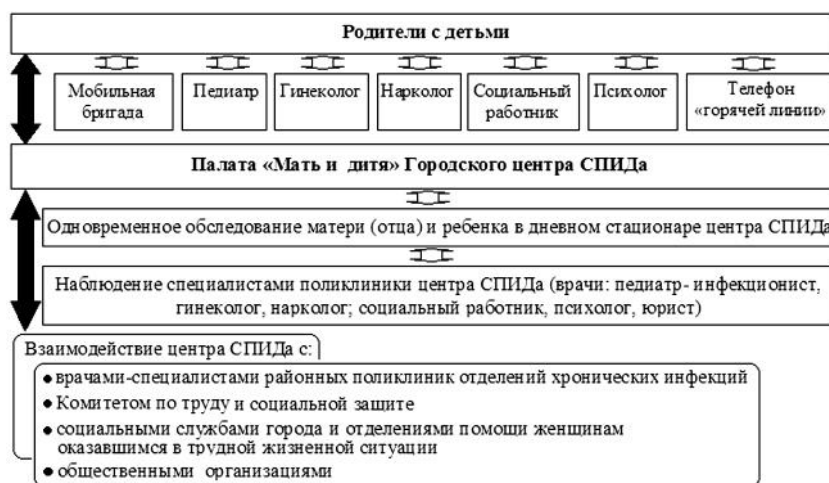 Родители с детьми
Мобильная
бригада
Педиатр
Гинеколог
Нарколог
Социальный
работник
Психолог
Телефон
«горячей линии»
Палата «Мать и дитя» Городского центра СПИДа
Одновременное обследование матери (отца) и ребенка в дневном стационаре центра СПИДа
Наблюдение специалистами поликлиники центра СПИДа (врачи: педиатр- инфекционист,
гинеколог, нарколог; социальный работник, психолог, юрист)
Взаимодействие центра СПИДа с:
● врачами-специалистами районных поликлиник отделений хронических инфекций
● Комитетом по труду и социальной защите
● социальными службами города и отделениями помощи женщинам
оказавшимся в трудной жизненной ситуации
● общественными организациями